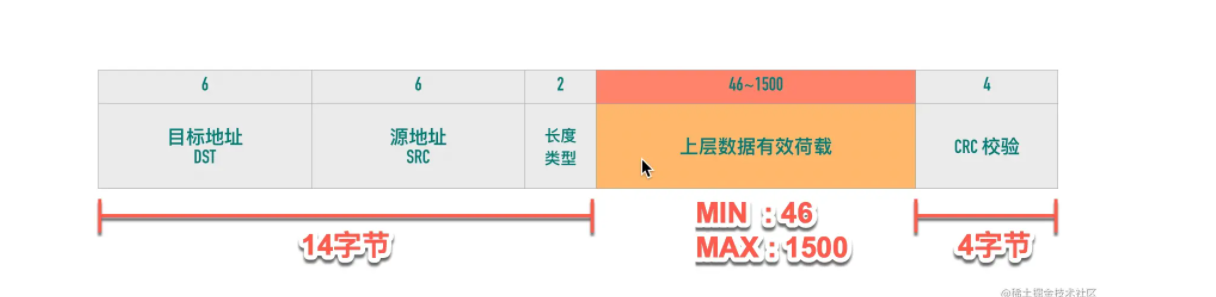 6 6 2 46~1500 4
目标地址 源地址 长度 上层数据有效荷载 CRC 校验
DST SRC 类型
14字节 MIN : 46 4字节
MAX : 1500
@稀土掘金技术社区